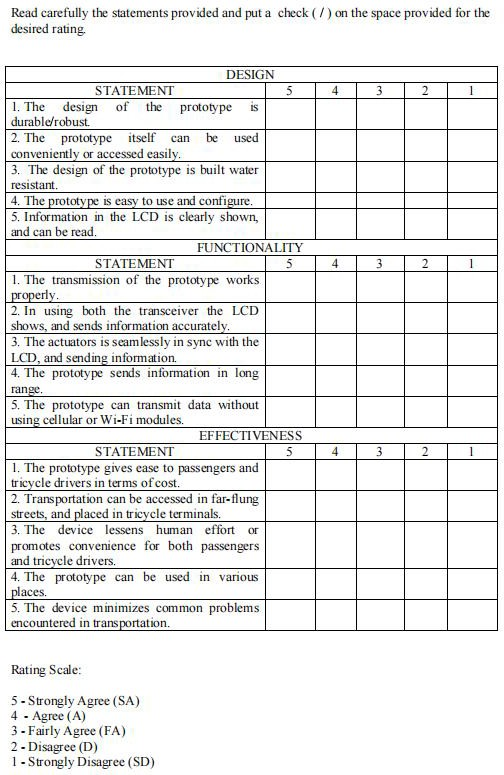 Read carefully the statements provided and put a check ( / ) on the space provided for the
desired rating.
DESIGN
STATEMENT 5 4 3 2 1
1. The design of the prototype is
durable/robust.
2. The prototype itself can be used
conveniently or accessed easily.
3. The design of the prototype is built water
resistant.
4. The prototype is easy to use and configure.
5. Information in the LCD is clearly shown,
and can be read.
FUNCTIONALITY
STATEMENT 5 4 3 2 1
1. The transmission of the prototype works
properly.
2. In using both the transceiver the LCD
shows, and sends information accurately.
3. The actuators is seamlessly in sync with the
LCD, and sending information.
4. The prototype sends information in long
range.
5. The prototype can transmit data without
using cellular or Wi-Fi modules.
EFFECTIVENESS
STATEMENT 5 4 3 2 1
1. The prototype gives ease to passengers and
tricycle drivers in terms of cost.
2. Transportation can be accessed in far-flung
streets, and placed in tricycle terminals.
3. The device lessens human effort or
promotes convenience for both passengers
and tricycle drivers.
4. The prototype can be used in various
places.
5. The device minimizes common problems
encountered in transportation.
Rating Scale:
5 - Strongly Agree (SA)
4 - Agree (A)
3 - Fairly Agree (FA)
2 - Disagree (D)
1 - Strongly Disagree (SD)